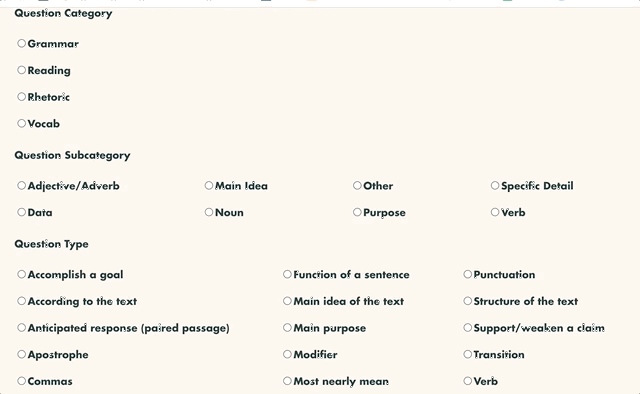 Question Category
Grammar
Reading
Rhetoric
Vocab
Question Subcategory
Adjective/Adverb Main Idea Other Specific Detail
Data Noun Purpose Verb
Question Type
Accomplish a goal Function of a sentence Punctuation
According to the text Main idea of the text Structure of the text
Anticipated response (paired passage) Main purpose Support/weaken a claim
Apostrophe Modifier Transition
Commas Most nearly mean Verb